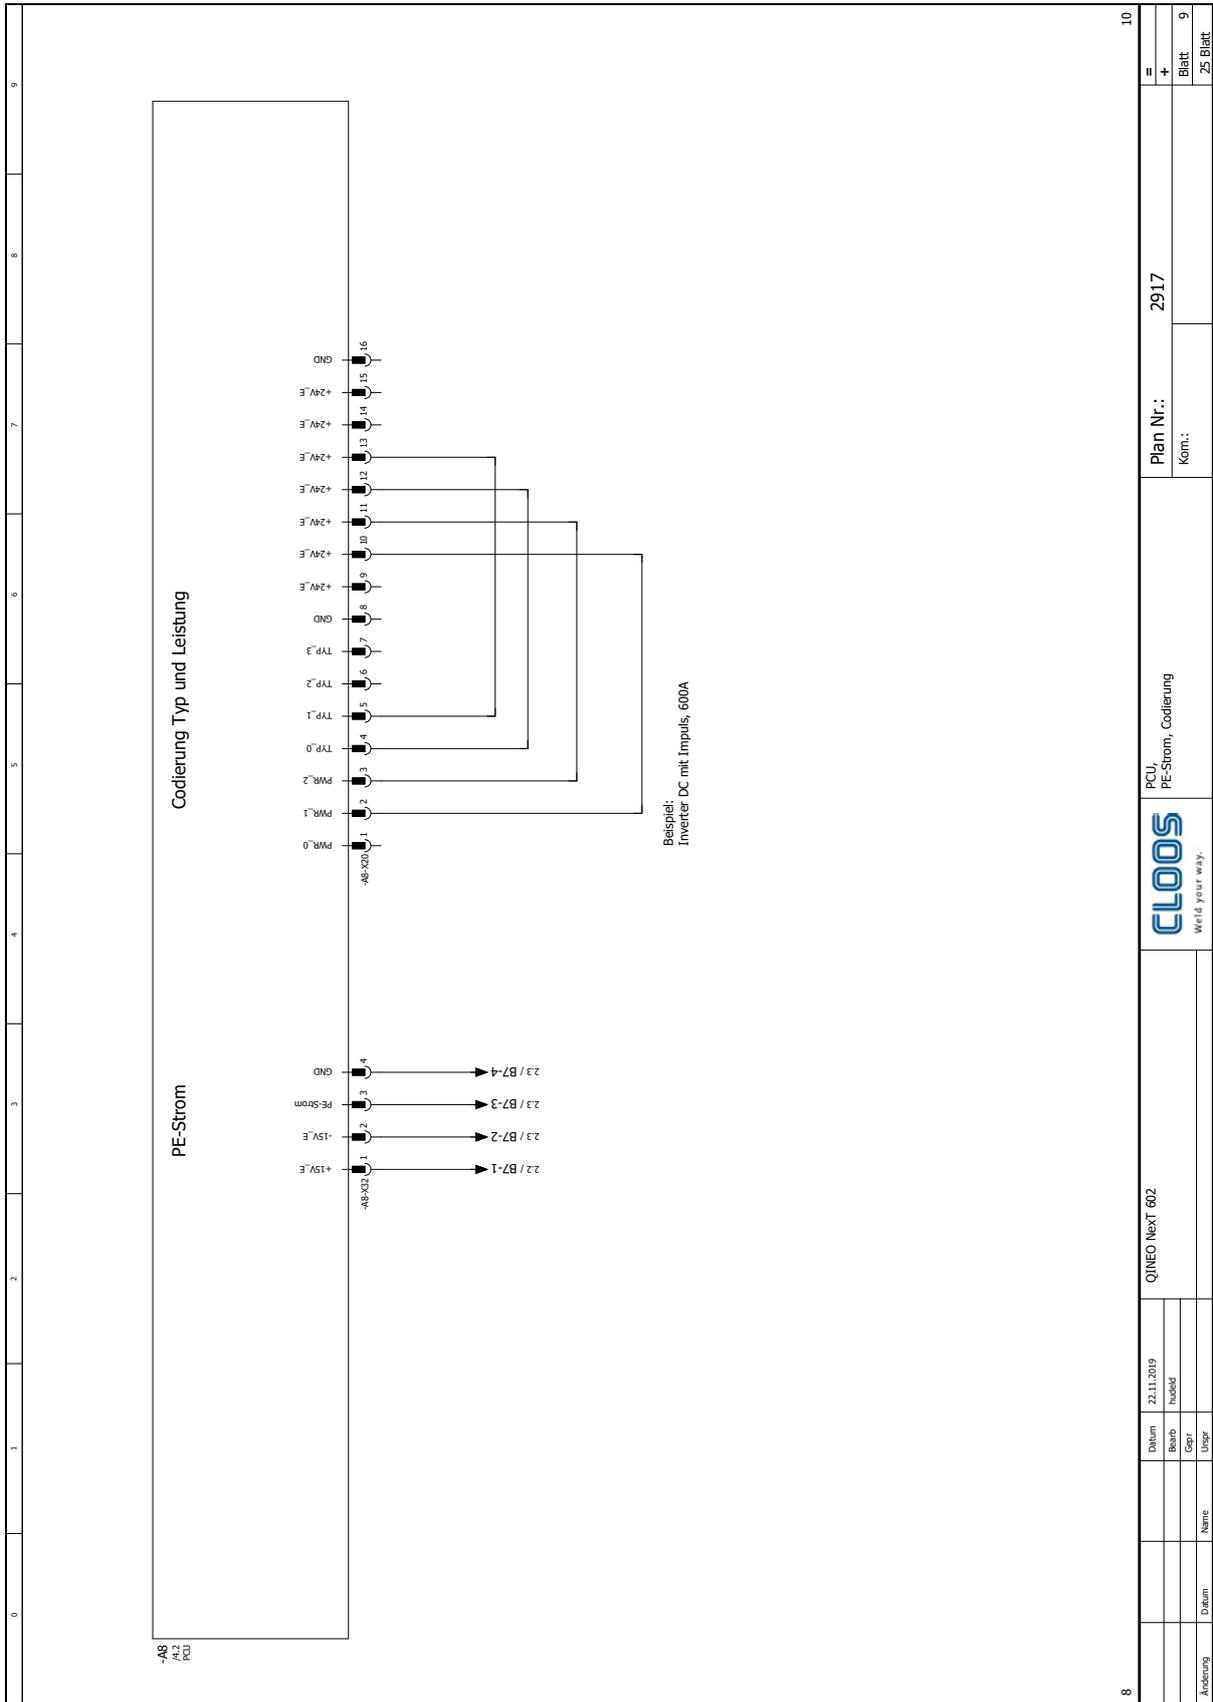 0 1 2 3 4 5 6 7 8 9
-A8
/4.2
PCU
PE-Strom
Codierung Typ und Leistung
+15V_E
-15V_E
PE-Strom
GND
-A8-X32
1 2 3 4
2.2 / B7-1
2.3 / B7-2
2.3 / B7-3
2.3 / B7-4
PWR_0
PWR_1
PWR_2
TYP_0
TYP_1
TYP_2
TYP_3
GND
+24V_E
+24V_E
+24V_E
+24V_E
+24V_E
+24V_E
+24V_E
GND
-A8-X20
1 2 3 4 5 6 7 8 9 10 11 12 13 14 15 16
Beispiel:
Inverter DC mit Impuls, 600A
8
10
Änderung
Datum
Name
Datum
22.11.2019
Bearb
hudeld
Gepr
Urspr
QINEO NexT 602
CLOOS
Weld your way.
PCU,
PE-Strom, Codierung
Plan Nr.: 2917
Kom.:
=
+
Blatt 9
25 Blatt